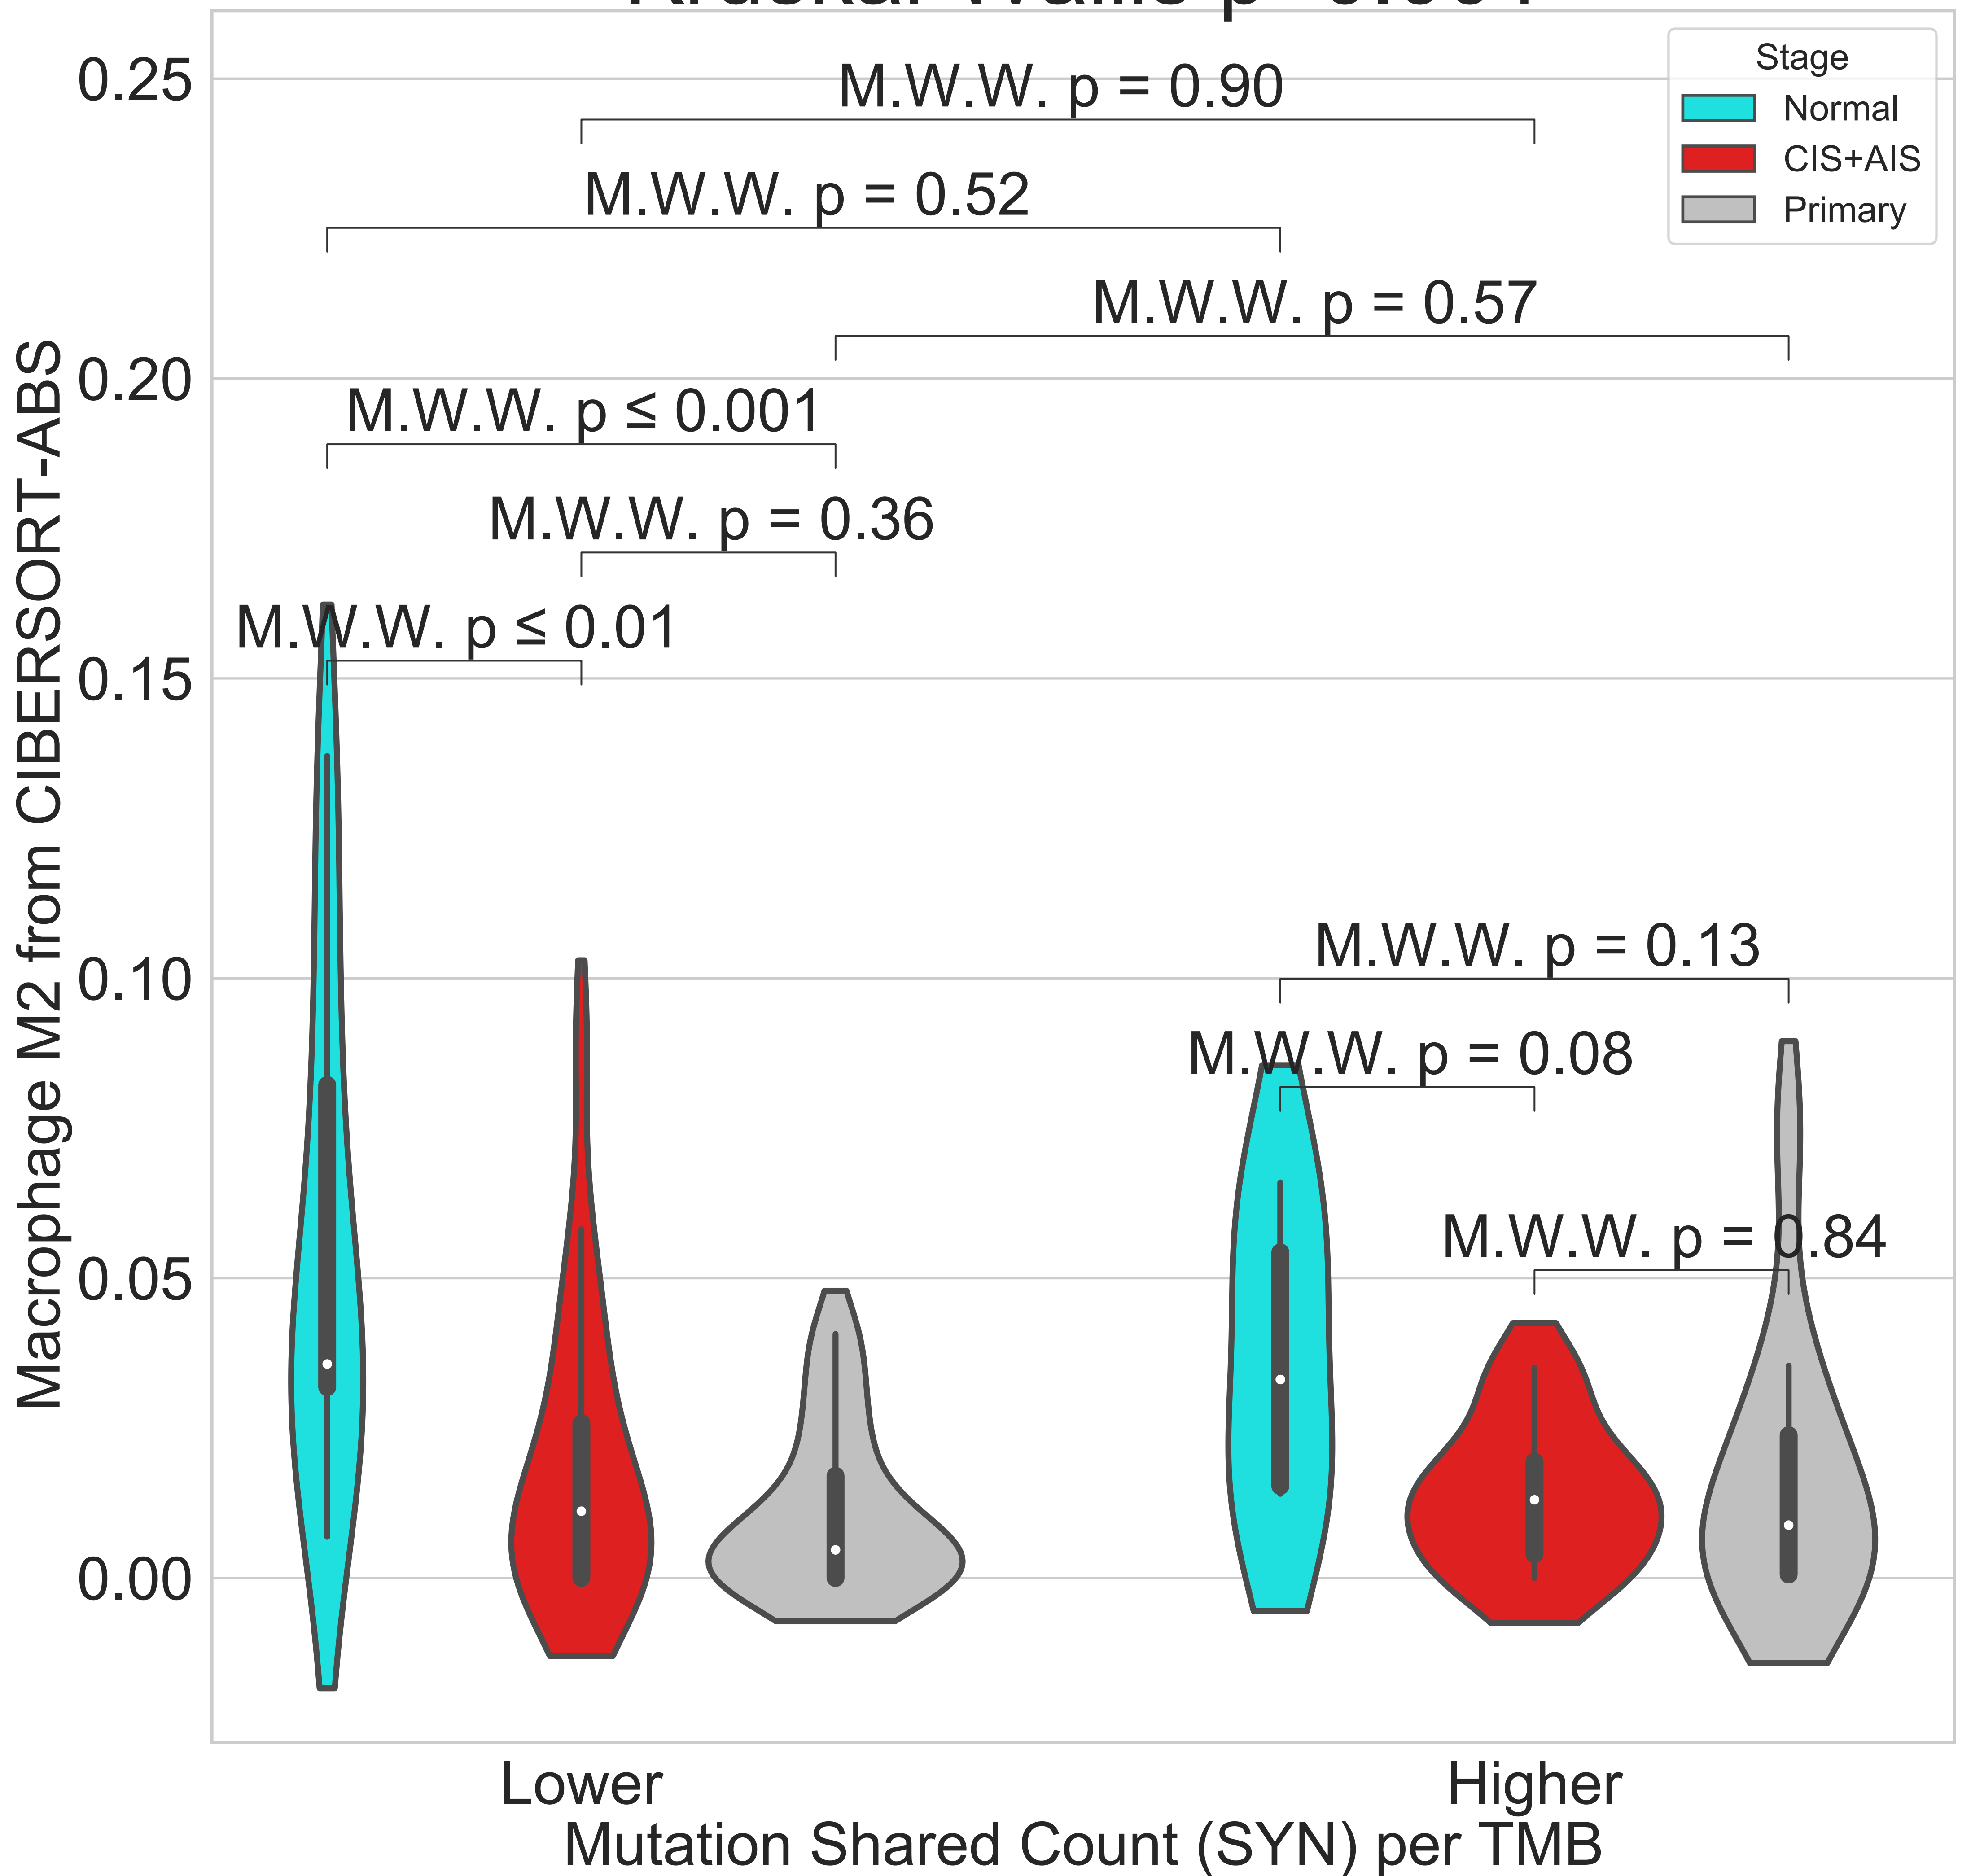 Stage
Normal
CIS+AIS
Primary
M.W.W. p = 0.90
M.W.W. p = 0.52
M.W.W. p = 0.57
M.W.W. p ≤ 0.001
M.W.W. p = 0.36
M.W.W. p ≤ 0.01
M.W.W. p = 0.13
M.W.W. p = 0.08
M.W.W. p = 0.84
0.25
0.20
0.15
0.10
0.05
0.00
Macrophage M2 from CIBERSORT-ABS
Lower
Higher
Mutation Shared Count (SYN) per TMB